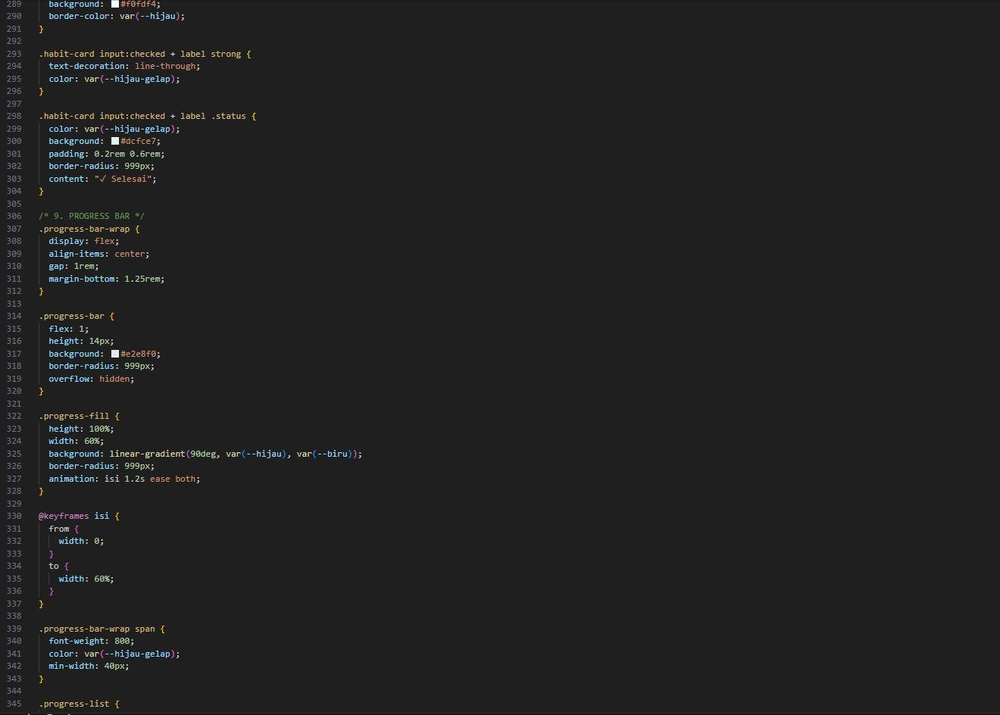 289 background: #f0fdf4;
290 border-color: var(--hijau);
291 }
292
293 .habit-card input:checked + label strong {
294 text-decoration: line-through;
295 color: var(--hijau-gelap);
296 }
297
298 .habit-card input:checked + label .status {
299 color: var(--hijau-gelap);
300 background: #dcfce7;
301 padding: 0.2rem 0.6rem;
302 border-radius: 999px;
303 content: "✓ Selesai";
304 }
305
306 /* 9. PROGRESS BAR */
307 .progress-bar-wrap {
308 display: flex;
309 align-items: center;
310 gap: 1rem;
311 margin-bottom: 1.25rem;
312 }
313
314 .progress-bar {
315 flex: 1;
316 height: 14px;
317 background: #e2e8f0;
318 border-radius: 999px;
319 overflow: hidden;
320 }
321
322 .progress-fill {
323 height: 100%;
324 width: 60%;
325 background: linear-gradient(90deg, var(--hijau), var(--biru));
326 border-radius: 999px;
327 animation: isi 1.2s ease both;
328 }
329
330 @keyframes isi {
331 from {
332 width: 0;
333 }
334 to {
335 width: 60%;
336 }
337 }
338
339 .progress-bar-wrap span {
340 font-weight: 800;
341 color: var(--hijau-gelap);
342 min-width: 40px;
343 }
344
345 .progress-list {